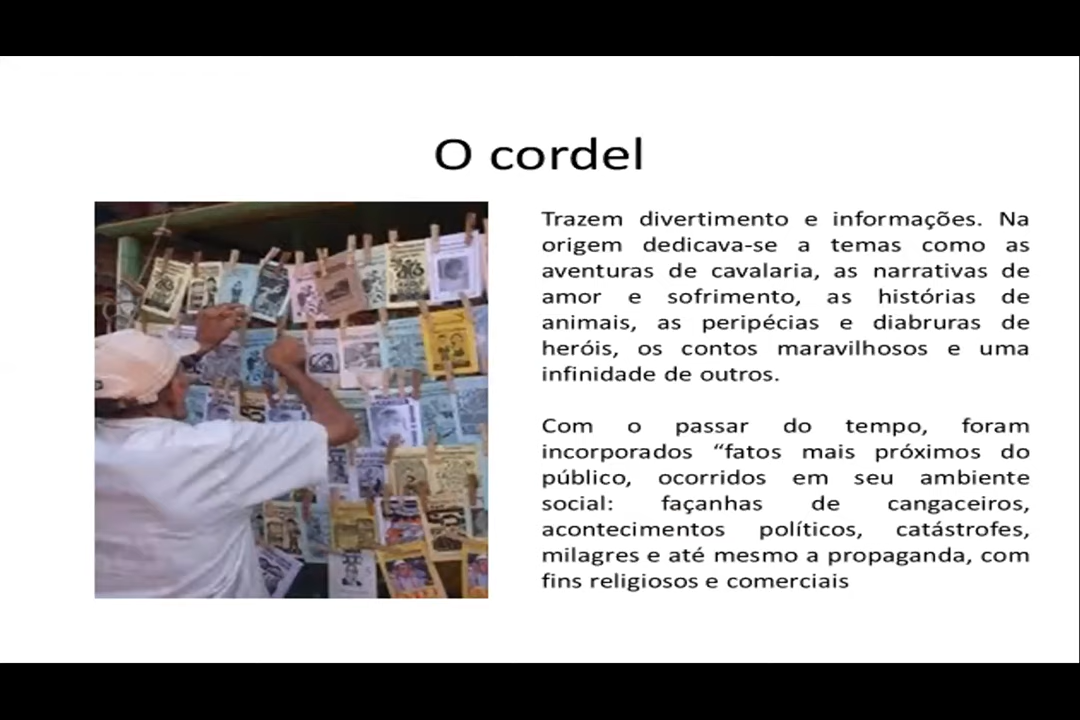 O cordel
Trazem divertimento e informações. Na
origem dedicava-se a temas como as
aventuras de cavalaria, as narrativas de
amor e sofrimento, as histórias de
animais, as peripécias e diabruras de
heróis, os contos maravilhosos e uma
infinidade de outros.
Com o passar do tempo, foram
incorporados “fatos mais próximos do
público, ocorridos em seu ambiente
social: façanhas de cangaceiros,
acontecimentos políticos, catástrofes,
milagres e até mesmo a propaganda, com
fins religiosos e comerciais